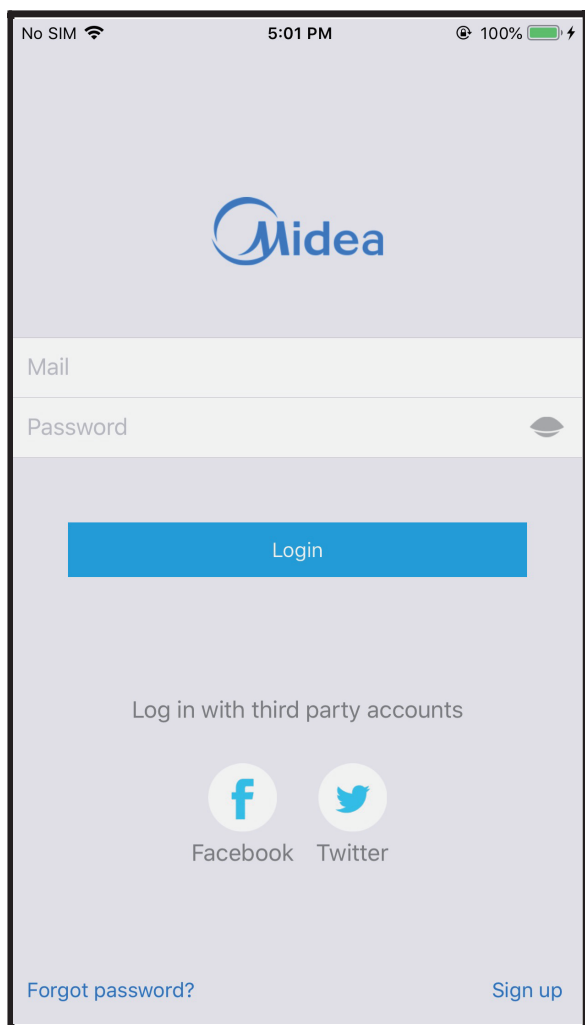 No SIM 5:01 PM 100%
Midea
Mail
Password
Login
Log in with third party accounts
Facebook Twitter
Forgot password? Sign up